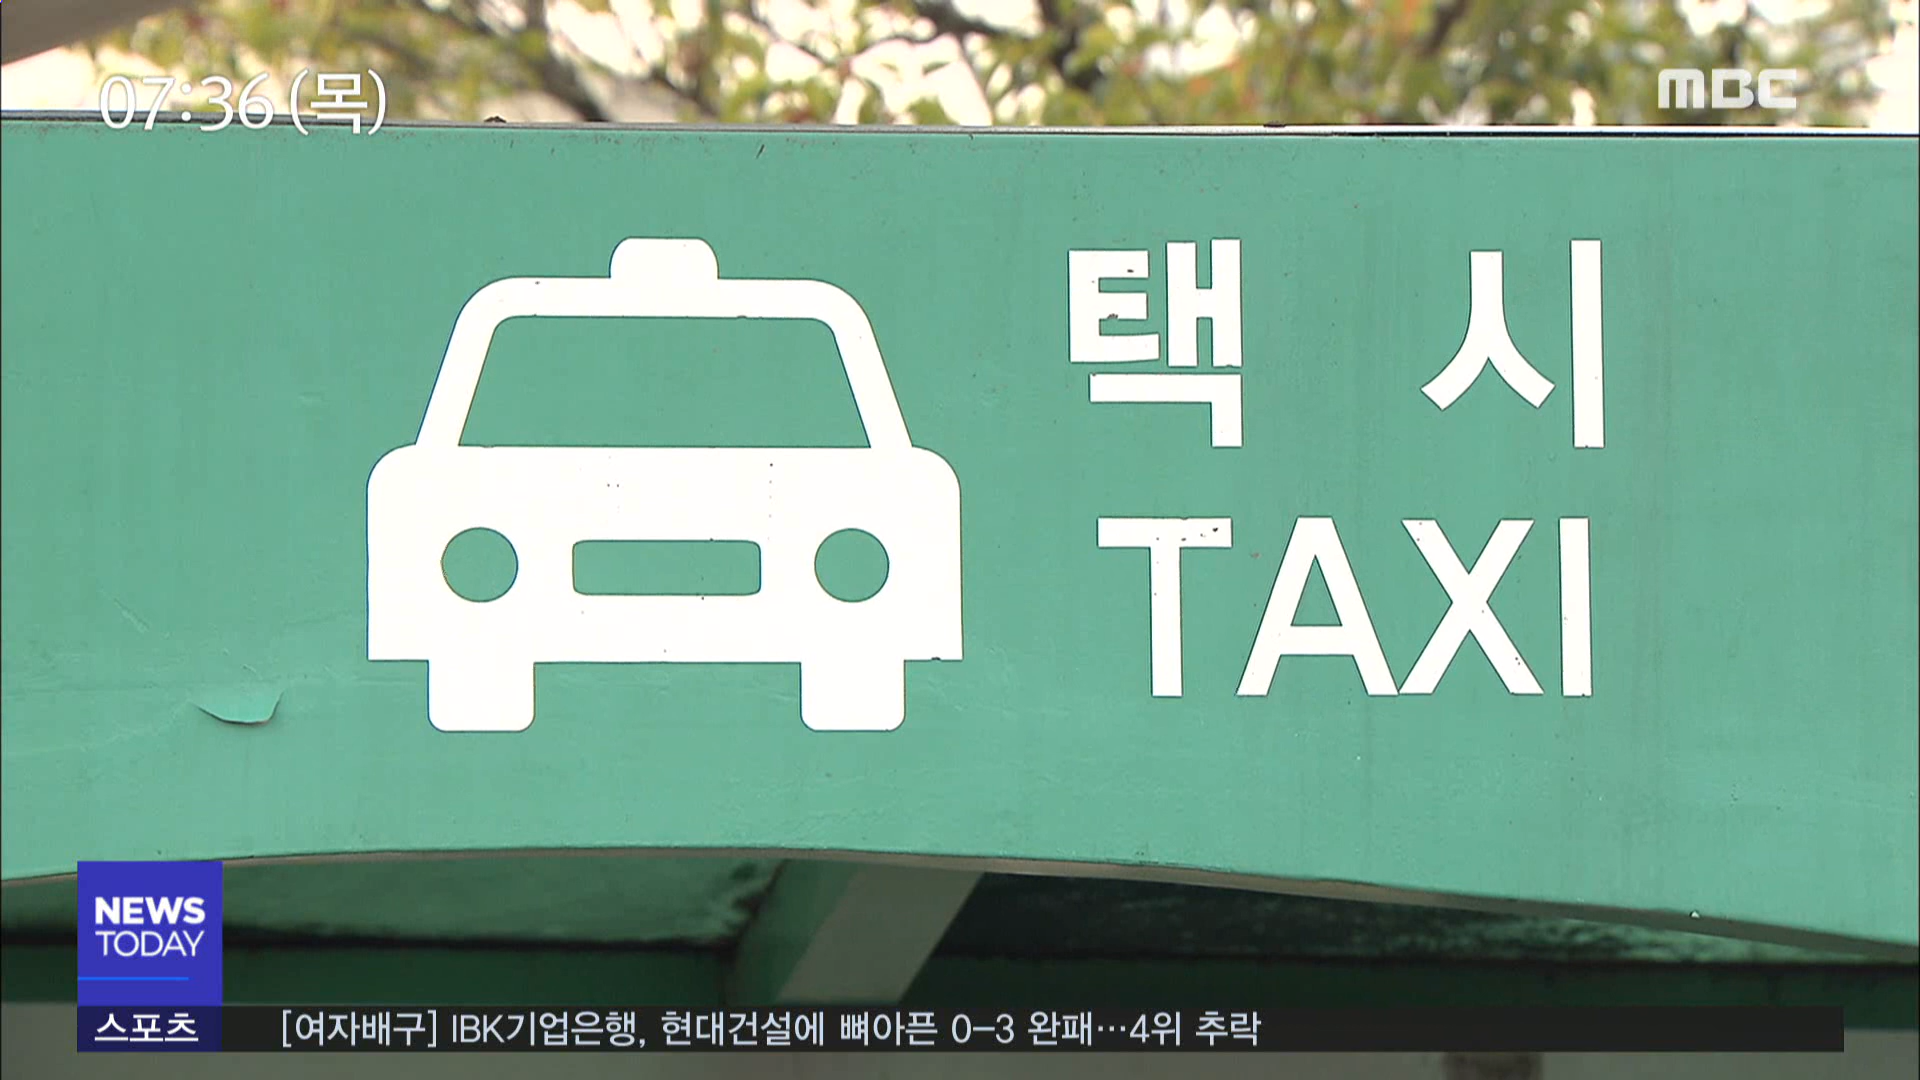 07:36 (목)
MBC
택시
TAXI
NEWS
TODAY
스포츠
[여자배구] IBK기업은행, 현대건설에 뼈아픈 0-3 완패…4위 추락